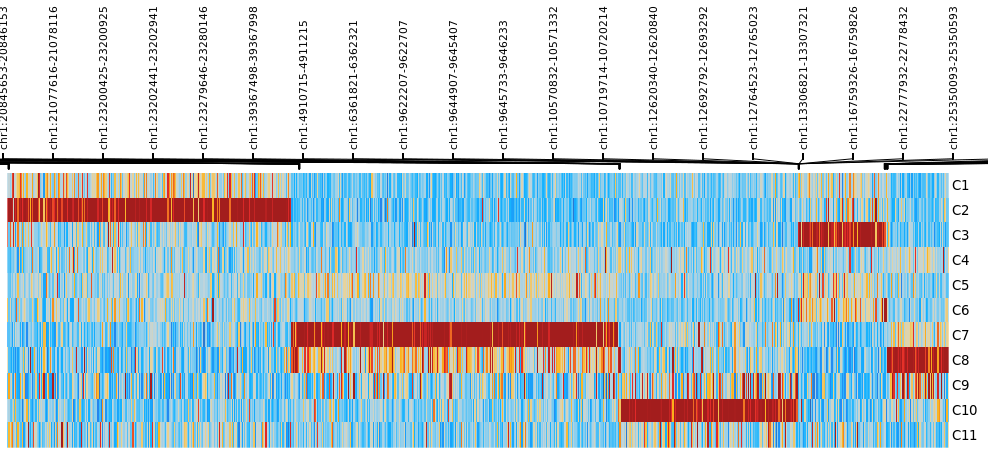 chr1:20845653-20846153
chr1:21077616-21078116
chr1:23200425-23200925
chr1:23202441-23202941
chr1:23279646-23280146
chr1:39367498-39367998
chr1:4910715-4911215
chr1:6361821-6362321
chr1:9622207-9622707
chr1:9644907-9645407
chr1:9645733-9646233
chr1:10570832-10571332
chr1:10719714-10720214
chr1:12620340-12620840
chr1:12692792-12693292
chr1:12764523-12765023
chr1:13306821-13307321
chr1:16759326-16759826
chr1:22777932-22778432
chr1:25350093-25350593
C1
C2
C3
C4
C5
C6
C7
C8
C9
C10
C11